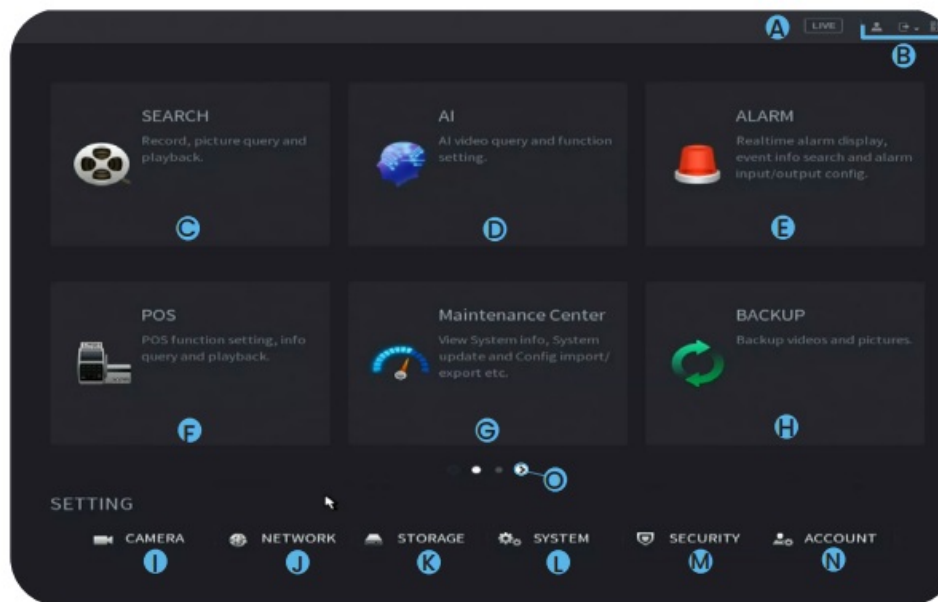 A
LIVE
B
SEARCH
Record, picture query and
playback.
C
AI
AI video query and function
setting.
D
ALARM
Realtime alarm display,
event info search and alarm
input/output config.
E
POS
POS function setting, info
query and playback.
F
Maintenance Center
View System info, System
update and Config import/
export etc.
G
BACKUP
Backup videos and pictures.
H
O
SETTING
CAMERA
NETWORK
STORAGE
SYSTEM
SECURITY
ACCOUNT
I
J
K
L
M
N